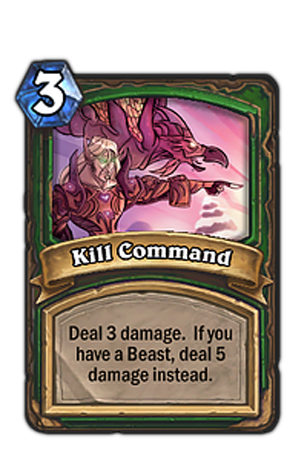 3
Kill Command
Deal 3 damage. If you
have a Beast, deal 5
damage instead.